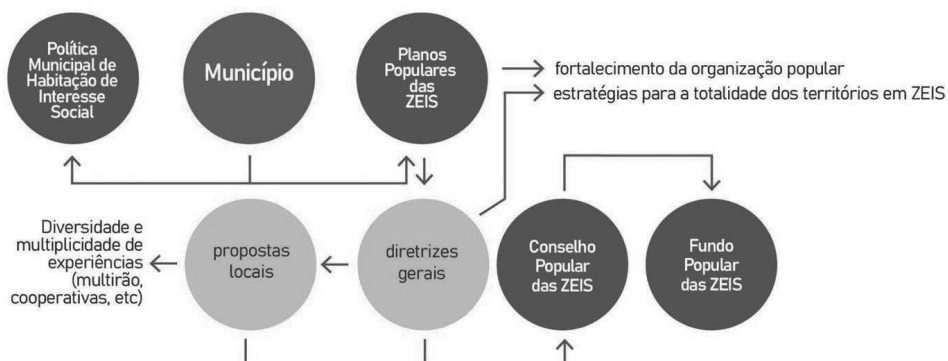 Política
Municipal de
Habitação de
Interesse
Social
Município
Planos
Populares
das
ZEIS
fortalecimento da organização popular
estratégias para a totalidade dos territórios em ZEIS
Diversidade e
multiplicidade de
experiências
(multirão,
cooperativas, etc)
propostas
locais
diretrizes
gerais
Conselho
Popular
das ZEIS
Fundo
Popular
das ZEIS